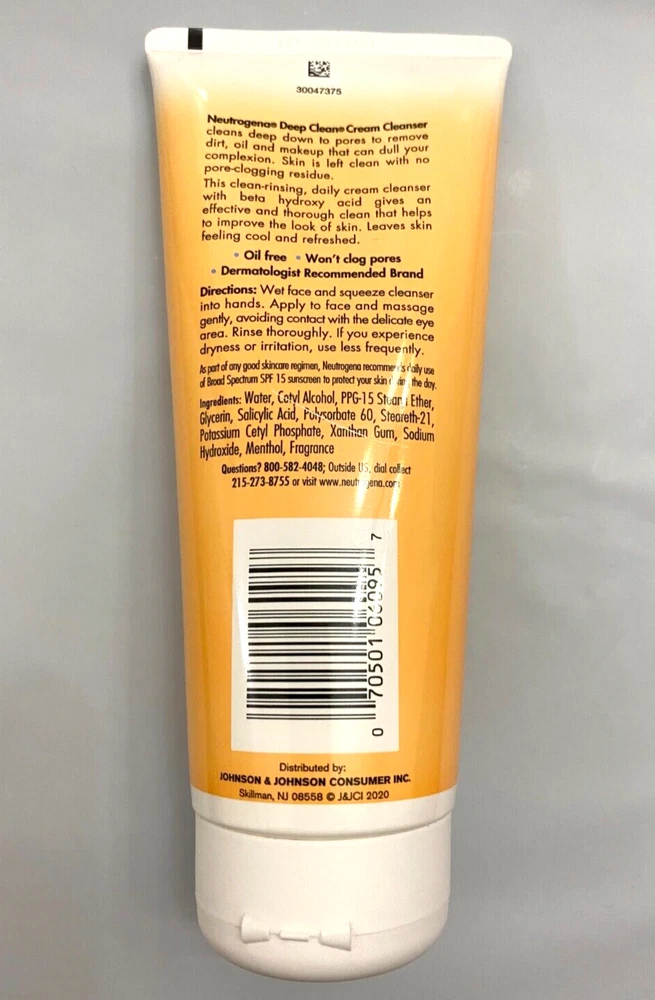 30047375
Neutrogena® Deep Clean® Cream Cleanser
cleans deep down to pores to remove
dirt, oil and makeup that can dull your
complexion. Skin is left clean with no
pore-clogging residue.
This clean-rinsing, daily cream cleanser
with beta hydroxy acid gives an
effective and thorough clean that helps
to improve the look of skin. Leaves skin
feeling cool and refreshed.
• Oil free • Won't clog pores
• Dermatologist Recommended Brand
Directions: Wet face and squeeze cleanser
into hands. Apply to face and massage
gently, avoiding contact with the delicate eye
area. Rinse thoroughly. If you experience
dryness or irritation, use less frequently.
As part of any good skincare regimen, Neutrogena recommends daily use
of Broad Spectrum SPF 15 sunscreen to protect your skin during the day.
Ingredients: Water, Cetyl Alcohol, PPG-15 Stearyl Ether,
Glycerin, Salicylic Acid, Polysorbate 60, Steareth-21,
Potassium Cetyl Phosphate, Xanthan Gum, Sodium
Hydroxide, Menthol, Fragrance
Questions? 800-582-4048; Outside US, dial collect
215-273-8755 or visit www.neutrogena.com
0 70501 06095 7
Distributed by:
JOHNSON & JOHNSON CONSUMER INC.
Skillman, NJ 08558 © J&JCI 2020